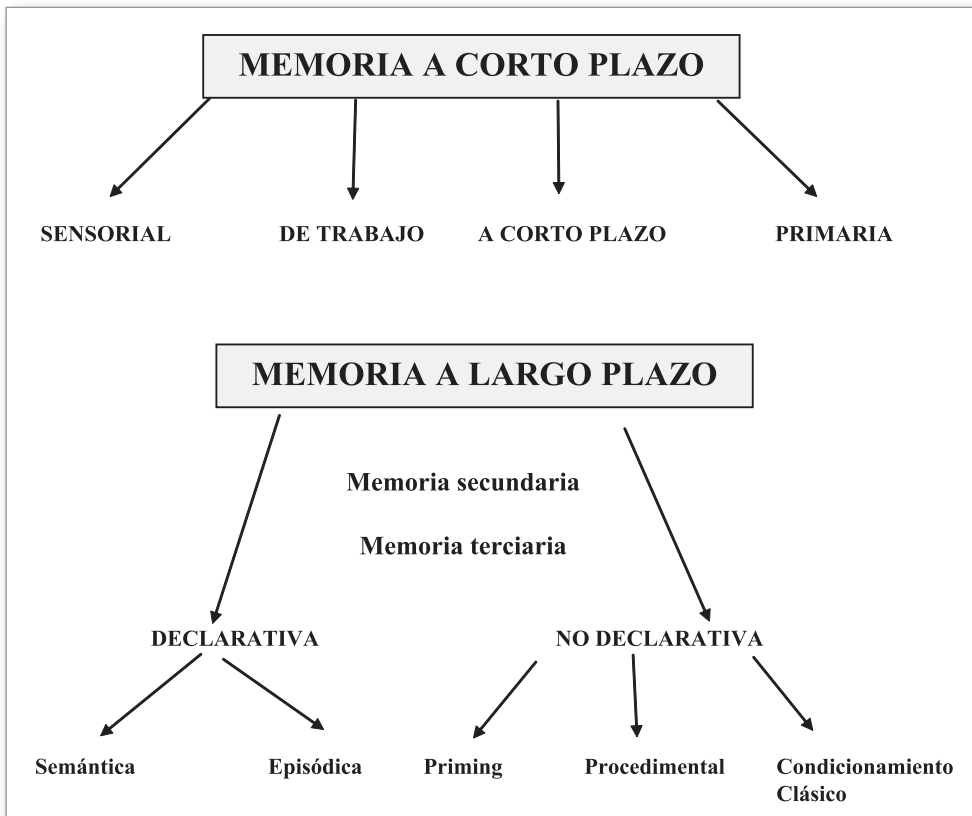 MEMORIA A CORTO PLAZO
SENSORIAL
DE TRABAJO
A CORTO PLAZO
PRIMARIA
MEMORIA A LARGO PLAZO
Memoria secundaria
Memoria terciaria
DECLARATIVA
NO DECLARATIVA
Semántica
Episódica
Priming
Procedimental
Condicionamiento
Clásico